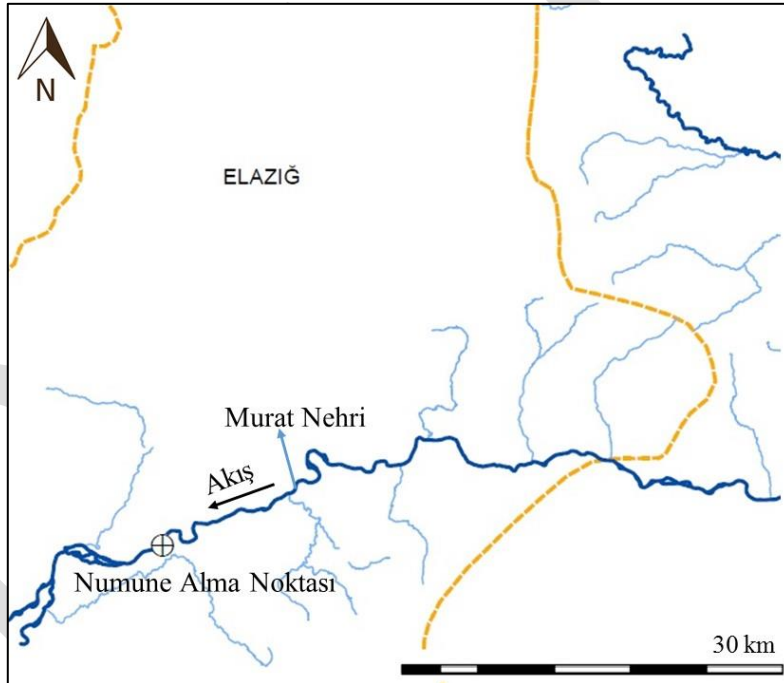 N
ELAZIĞ
Murat Nehri
Akış
Numune Alma Noktası
30 km